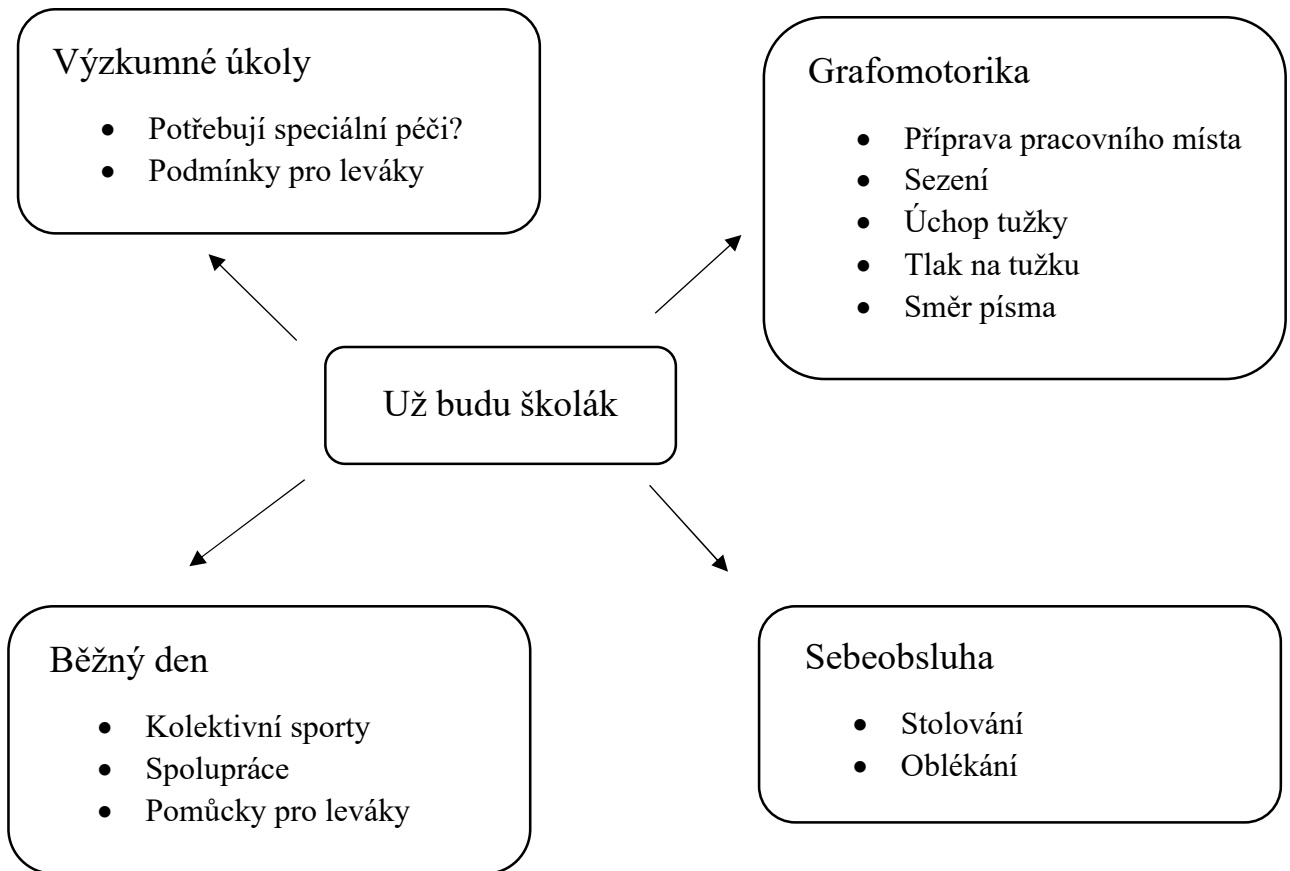 Výzkumné úkoly
• Potřebují speciální péči?
• Podmínky pro leváky
Grafomotorika
• Příprava pracovního místa
• Sezení
• Úchop tužky
• Tlak na tužku
• Směr písma
Už budu školák
Běžný den
• Kolektivní sporty
• Spolupráce
• Pomůcky pro leváky
Sebeobsluha
• Stolování
• Oblékání